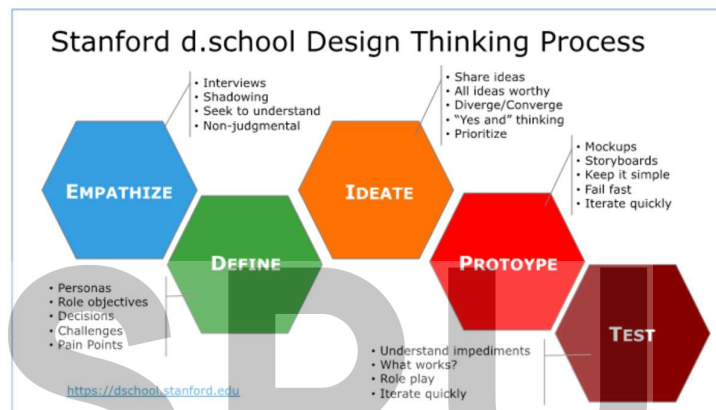 Stanford d.school Design Thinking Process
• Interviews
• Shadowing
• Seek to understand
• Non-judgmental
• Share ideas
• All ideas worthy
• Diverge/Converge
• "Yes and" thinking
• Prioritize
• Mockups
• Storyboards
• Keep it simple
• Fail fast
• Iterate quickly
EMPATHIZE
IDEATE
DEFINE
PROTOYPE
TEST
• Personas
• Role objectives
• Decisions
• Challenges
• Pain Points
• Understand impediments
• What works?
• Role play
• Iterate quickly
https://dschool.stanford.edu